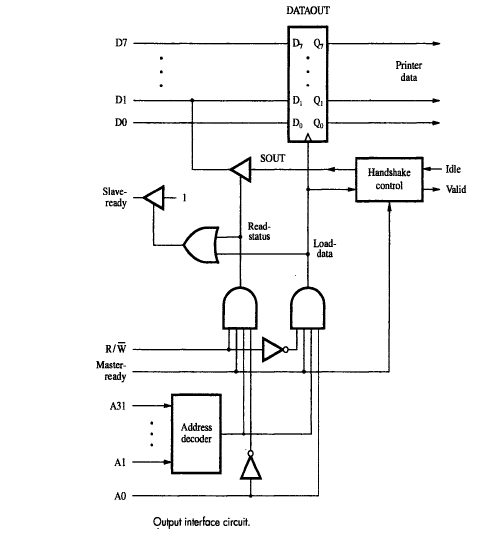 DATAOUT
D7
D7 Q7
Printer
data
D1
D1 Q1
D0
D0 Q0
SOUT
Handshake
control
Idle
Valid
Slave-
ready
1
Read-
status
Load-
data
R/W̅
Master-
ready
A31
Address
decoder
A1
A0
Output interface circuit.